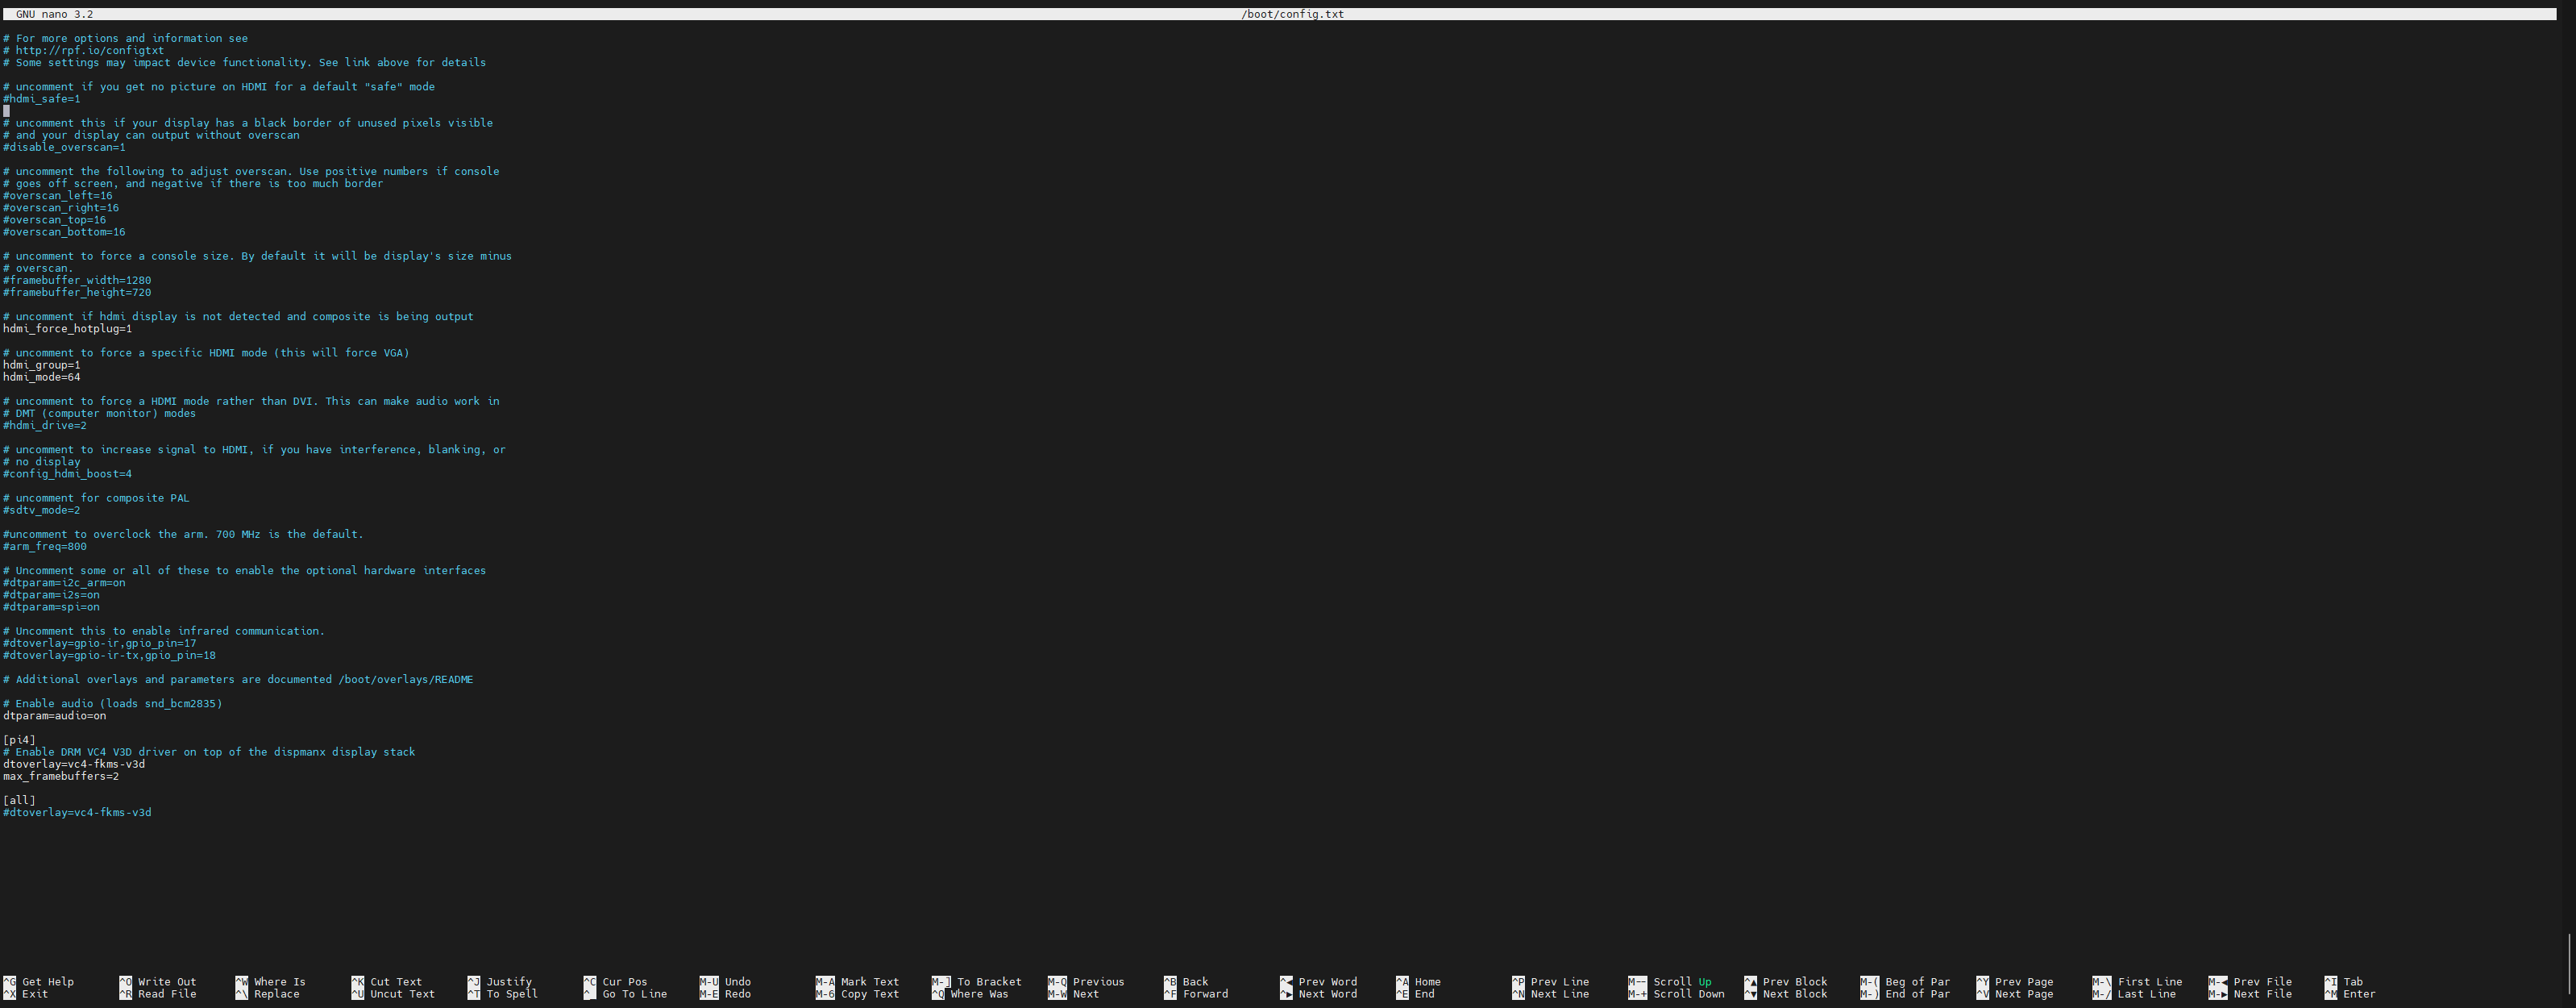 GNU nano 3.2 /boot/config.txt
# For more options and information see
# http://rpf.io/configtxt
# Some settings may impact device functionality. See link above for details
# uncomment if you get no picture on HDMI for a default "safe" mode
#hdmi_safe=1
# uncomment this if your display has a black border of unused pixels visible
# and your display can output without overscan
#disable_overscan=1
# uncomment the following to adjust overscan. Use positive numbers if console
# goes off screen, and negative if there is too much border
#overscan_left=16
#overscan_right=16
#overscan_top=16
#overscan_bottom=16
# uncomment to force a console size. By default it will be display's size minus
# overscan.
#framebuffer_width=1280
#framebuffer_height=720
# uncomment if hdmi display is not detected and composite is being output
hdmi_force_hotplug=1
# uncomment to force a specific HDMI mode (this will force VGA)
hdmi_group=1
hdmi_mode=64
# uncomment to force a HDMI mode rather than DVI. This can make audio work in
# DMT (computer monitor) modes
#hdmi_drive=2
# uncomment to increase signal to HDMI, if you have interference, blanking, or
# no display
#config_hdmi_boost=4
# uncomment for composite PAL
#sdtv_mode=2
#uncomment to overclock the arm. 700 MHz is the default.
#arm_freq=800
# Uncomment some or all of these to enable the optional hardware interfaces
#dtparam=i2c_arm=on
#dtparam=i2s=on
#dtparam=spi=on
# Uncomment this to enable infrared communication.
#dtoverlay=gpio-ir,gpio_pin=17
#dtoverlay=gpio-ir-tx,gpio_pin=18
# Additional overlays and parameters are documented /boot/overlays/README
# Enable audio (loads snd_bcm2835)
dtparam=audio=on
[pi4]
# Enable DRM VC4 V3D driver on top of the dispmanx display stack
dtoverlay=vc4-fkms-v3d
max_framebuffers=2
[all]
#dtoverlay=vc4-fkms-v3d
^G Get Help ^O Write Out ^W Where Is ^K Cut Text ^J Justify ^C Cur Pos M-U Undo M-A Mark Text M-] To Bracket M-Q Previous ^B Back ^◀ Prev Word ^A Home ^P Prev Line M-- Scroll Up ^▲ Prev Block M-( Beg of Par ^Y Prev Page M-\ First Line M-< Prev File ^I Tab
^X Exit ^R Read File ^\ Replace ^U Uncut Text ^T To Spell ^_ Go To Line M-E Redo M-6 Copy Text ^Q Where Was M-W Next ^F Forward ^▶ Next Word ^E End ^N Next Line M-+ Scroll Down ^▼ Next Block M-) End of Par ^V Next Page M-/ Last Line M-> Next File ^M Enter